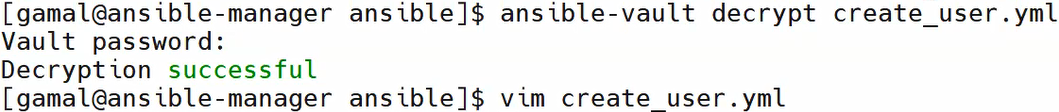 [gamal@ansible-manager ansible]$ ansible-vault decrypt create_user.yml
Vault password:
Decryption successful
[gamal@ansible-manager ansible]$ vim create_user.yml